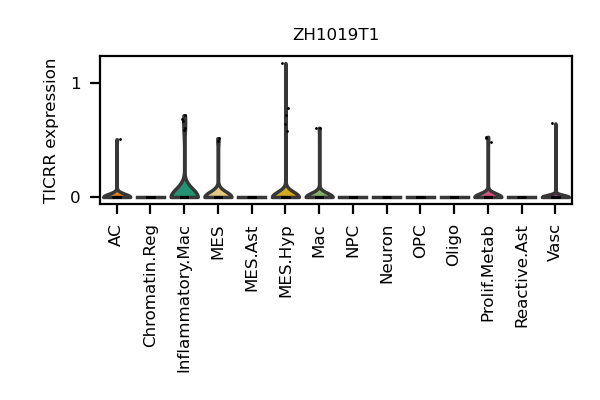 ZH1019T1
TICRR expression
1
0
AC
Chromatin.Reg
Inflammatory.Mac
MES
MES.Ast
MES.Hyp
Mac
NPC
Neuron
OPC
Oligo
Prolif.Metab
Reactive.Ast
Vasc